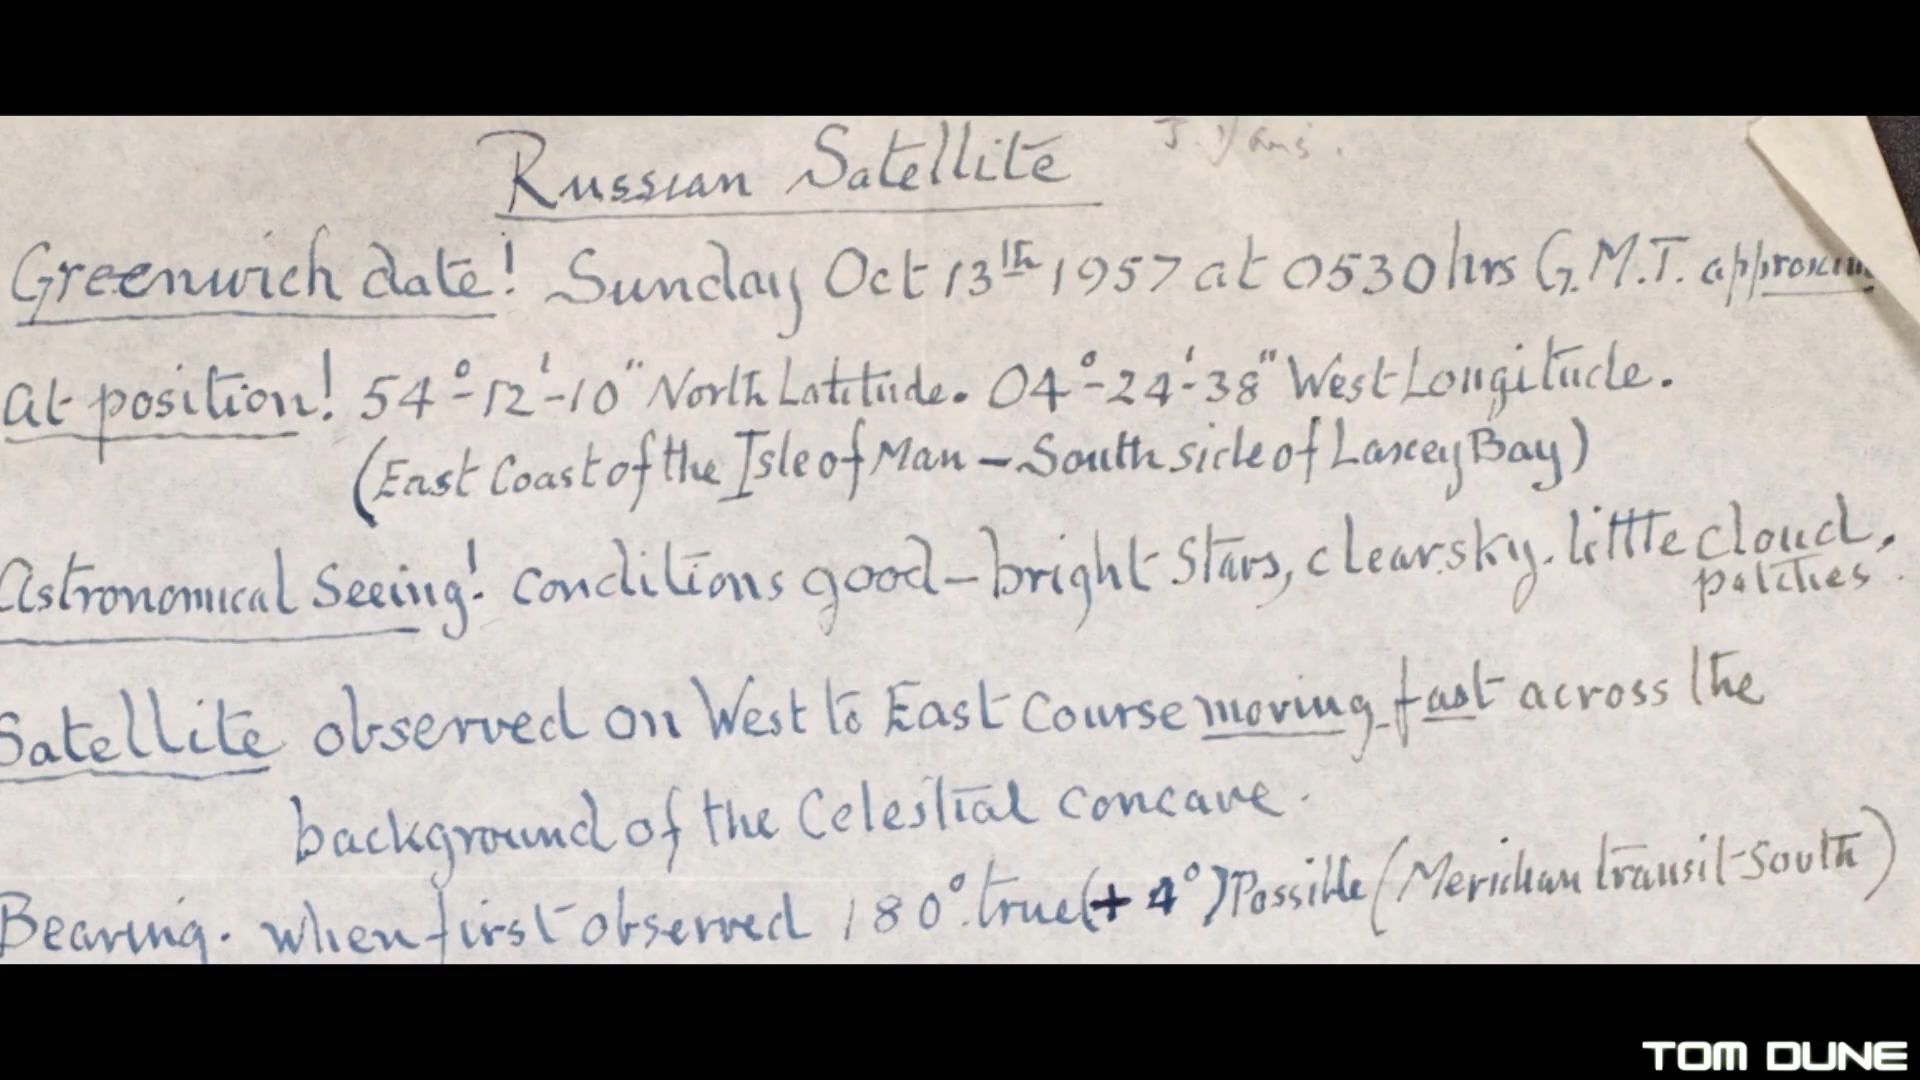 Russian Satellite
Greenwich date! Sunday Oct 13th 1957 at 0530hrs G.M.T.
at position! 54°-12'-10" North Latitude. 04°-24'-38" West Longitude.
(East Coast of the Isle of Man – South side of Laxey Bay)
Astronomical Seeing! conditions good – bright Stars, clear sky. little cloud.
patches.
Satellite observed on West to East Course moving fast across the
background of the Celestial concave.
Bearing. when first observed 180° true (+ 4°) Possible (Meridian transit South)
TOM DUNE